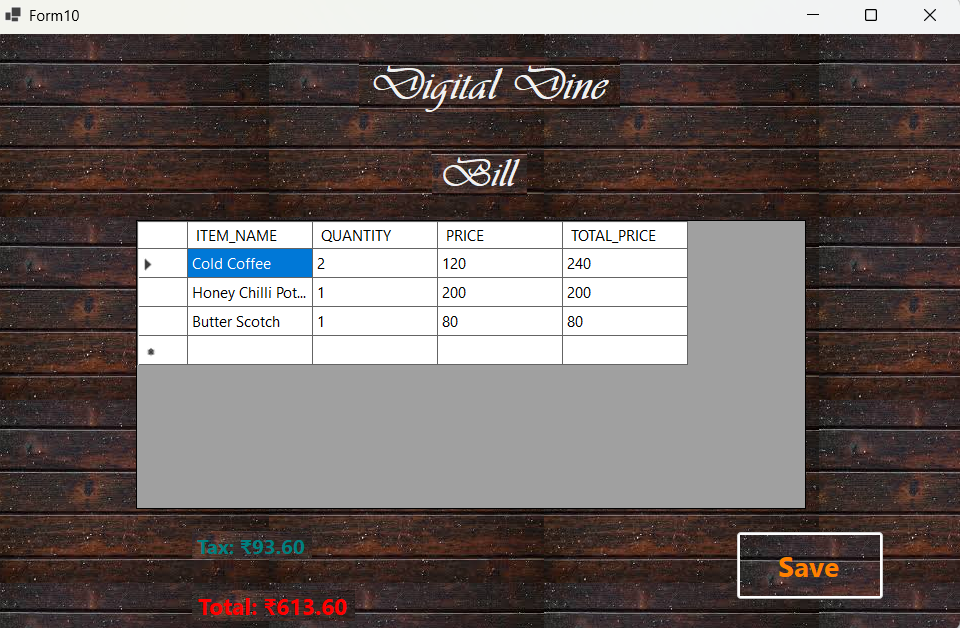 Form10
Digital Dine
Bill
ITEM_NAME QUANTITY PRICE TOTAL_PRICE
Cold Coffee 2 120 240
Honey Chilli Pot... 1 200 200
Butter Scotch 1 80 80
Tax: ₹93.60
Save
Total: ₹613.60